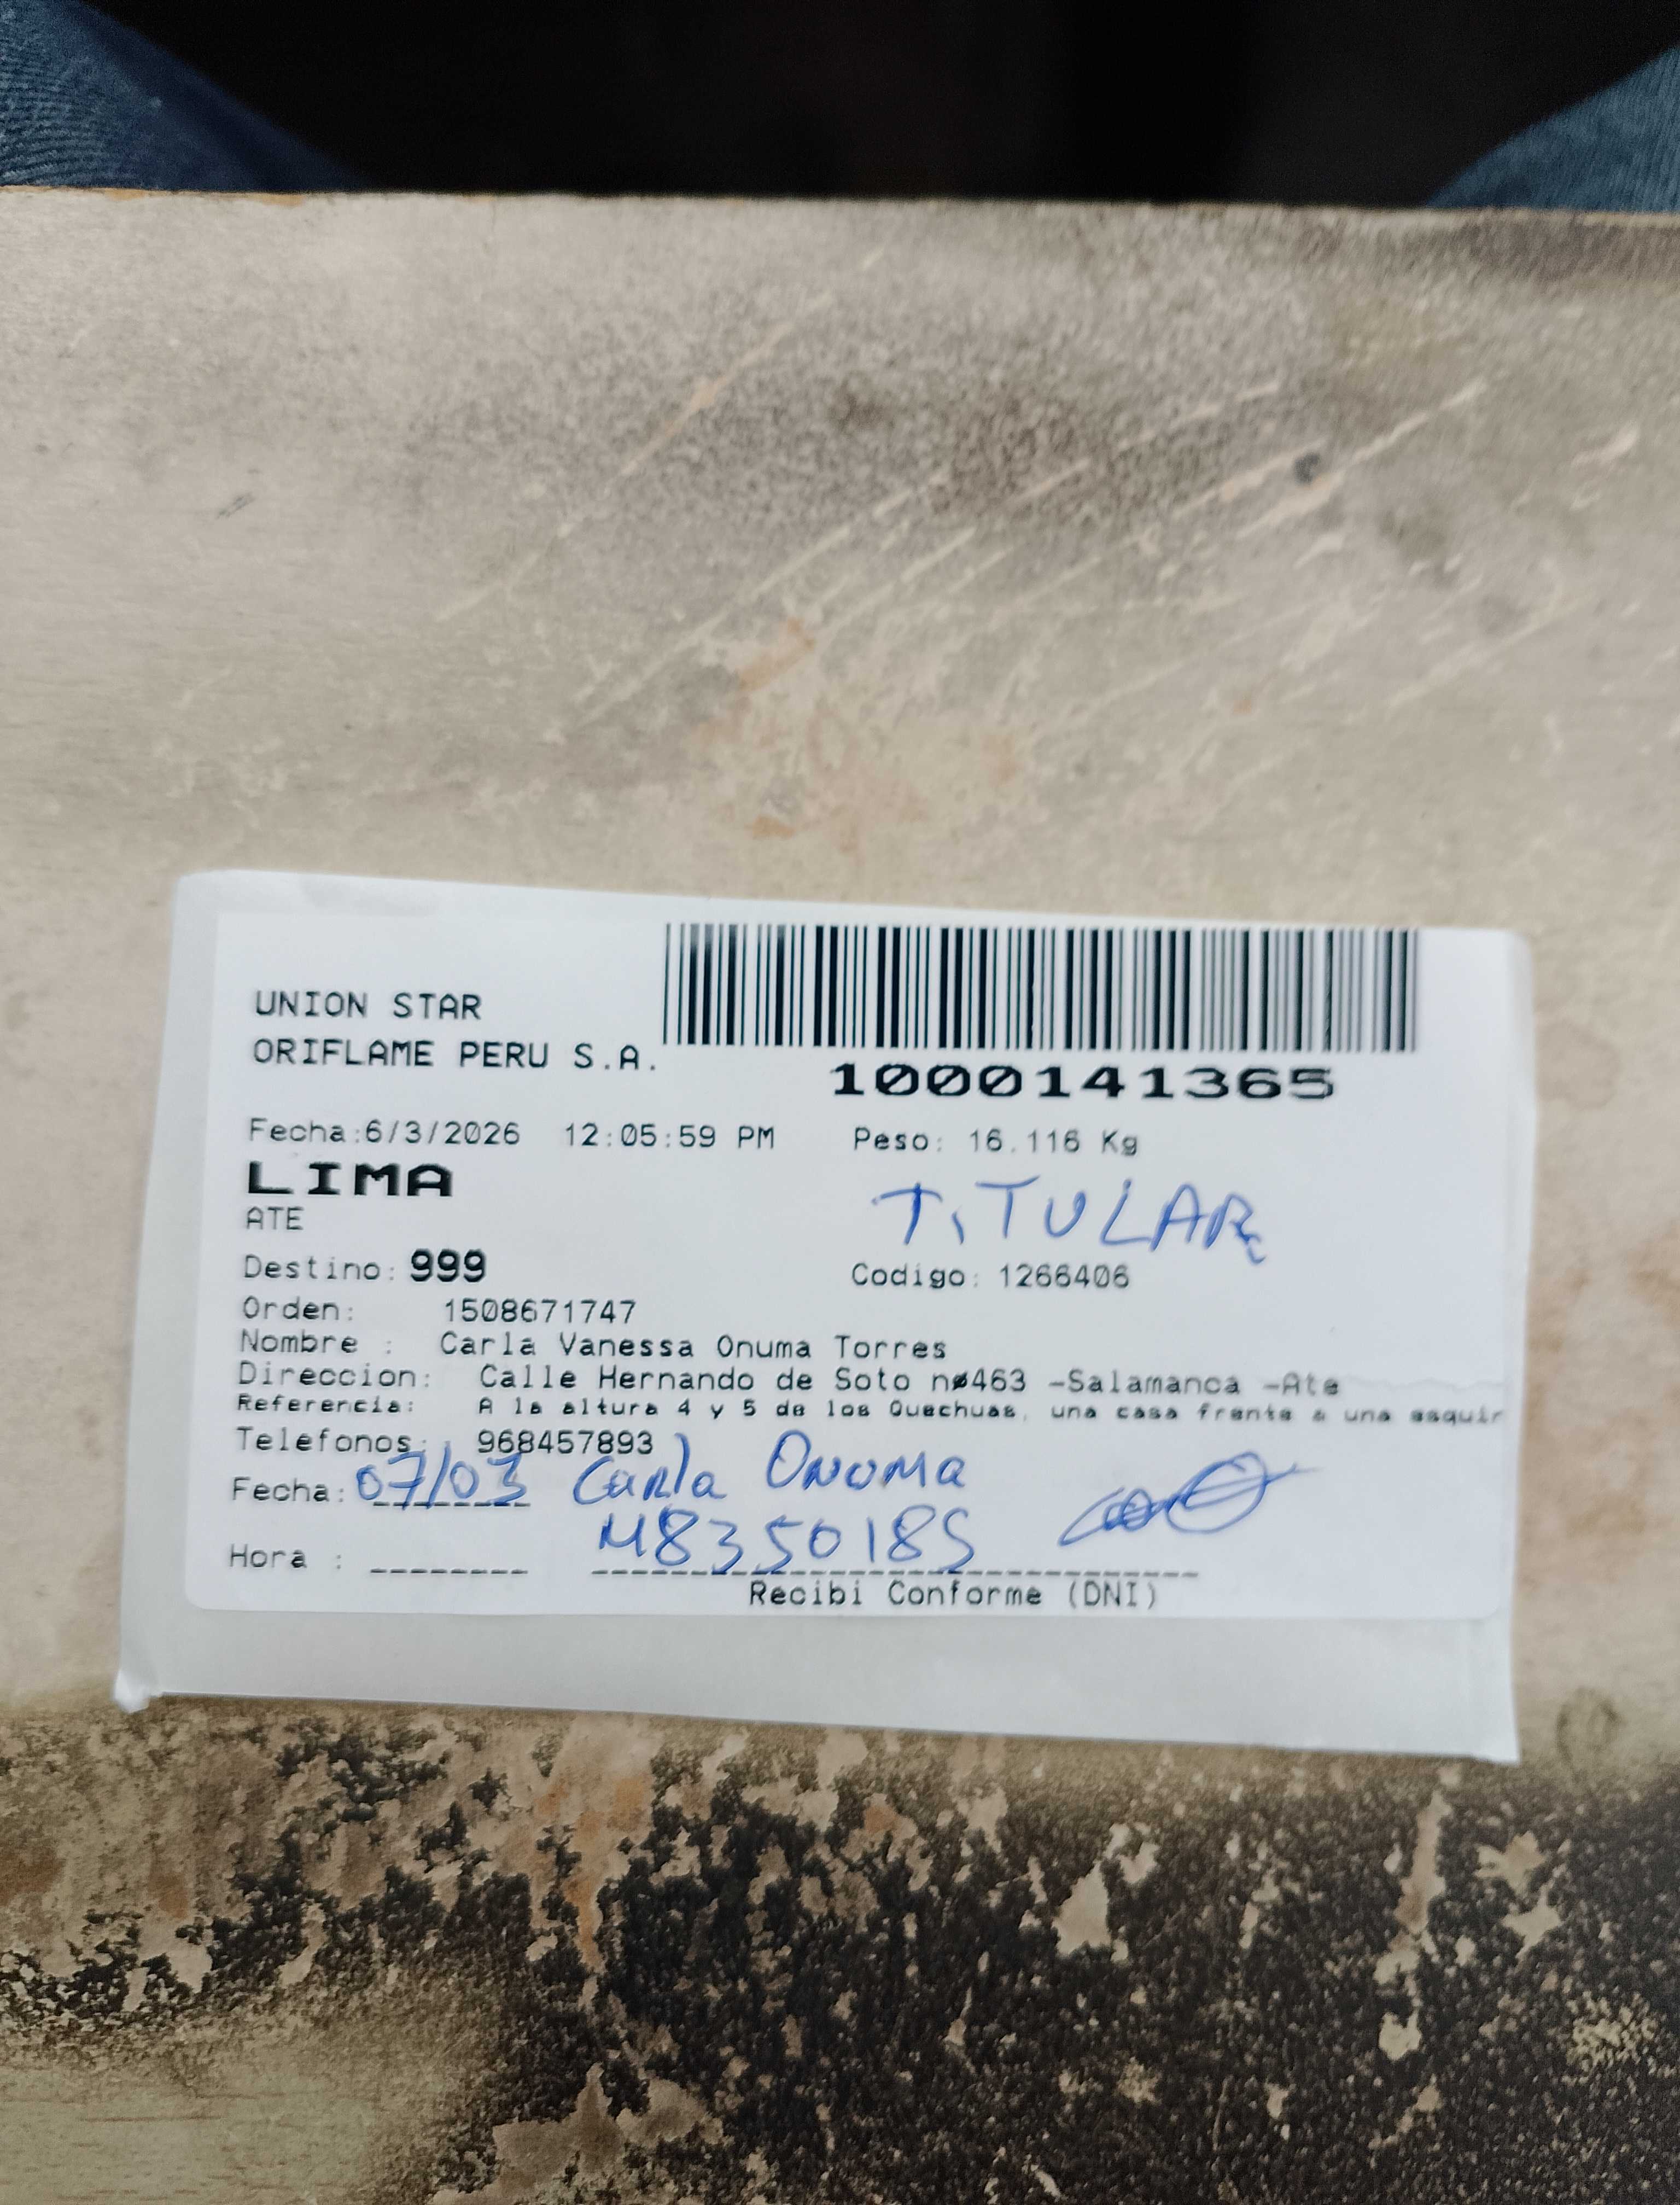 UNION STAR
ORIFLAME PERU S.A.
1000141365
Fecha:6/3/2026 12:05:59 PM Peso: 16.116 Kg
LIMA
TITULAR
ATE
Destino: 999 Codigo: 1266406
Orden: 1508671747
Nombre : Carla Vanessa Onuma Torres
Direccion: Calle Hernando de Soto nø463 -Salamanca -Ate
Referencia: A la altura 4 y 5 de los Quechuas, una casa frente a una esquin
Telefonos: 968457893
Fecha: 07/03 Carla Onuma
48350185
Hora :
Recibi Conforme (DNI)